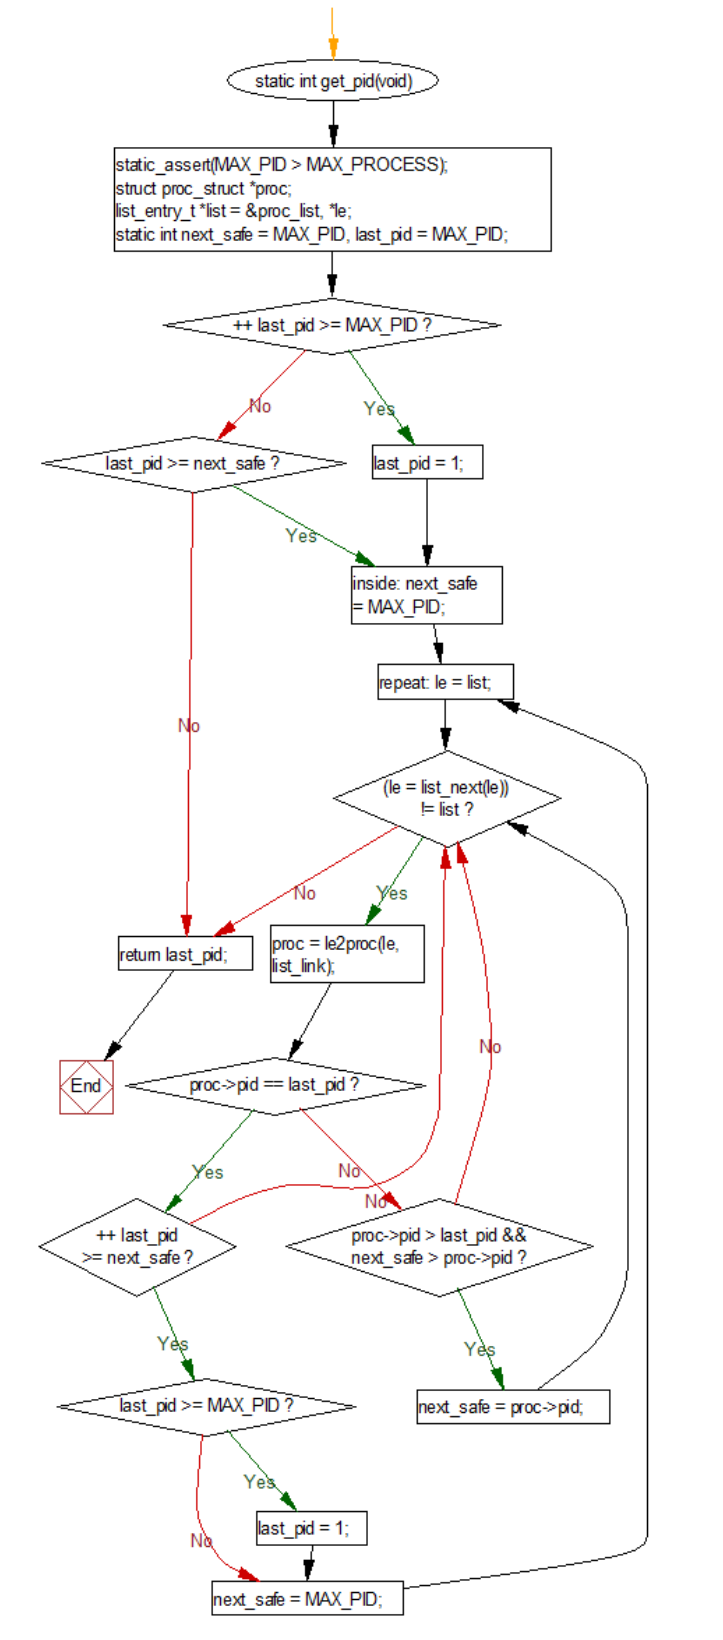 static int get_pid(void)
static_assert(MAX_PID > MAX_PROCESS);
struct proc_struct *proc;
list_entry_t *list = &proc_list, *le;
static int next_safe = MAX_PID, last_pid = MAX_PID;
++ last_pid >= MAX_PID ?
No
Yes
last_pid >= next_safe ?
last_pid = 1;
Yes
inside: next_safe
= MAX_PID;
repeat: le = list;
No
(le = list_next(le))
!= list ?
No
Yes
return last_pid;
proc = le2proc(le,
list_link);
No
End
proc->pid == last_pid ?
Yes
No
No
++ last_pid
>= next_safe ?
proc->pid > last_pid &&
next_safe > proc->pid ?
Yes
Yes
last_pid >= MAX_PID ?
next_safe = proc->pid;
Yes
last_pid = 1;
No
next_safe = MAX_PID;